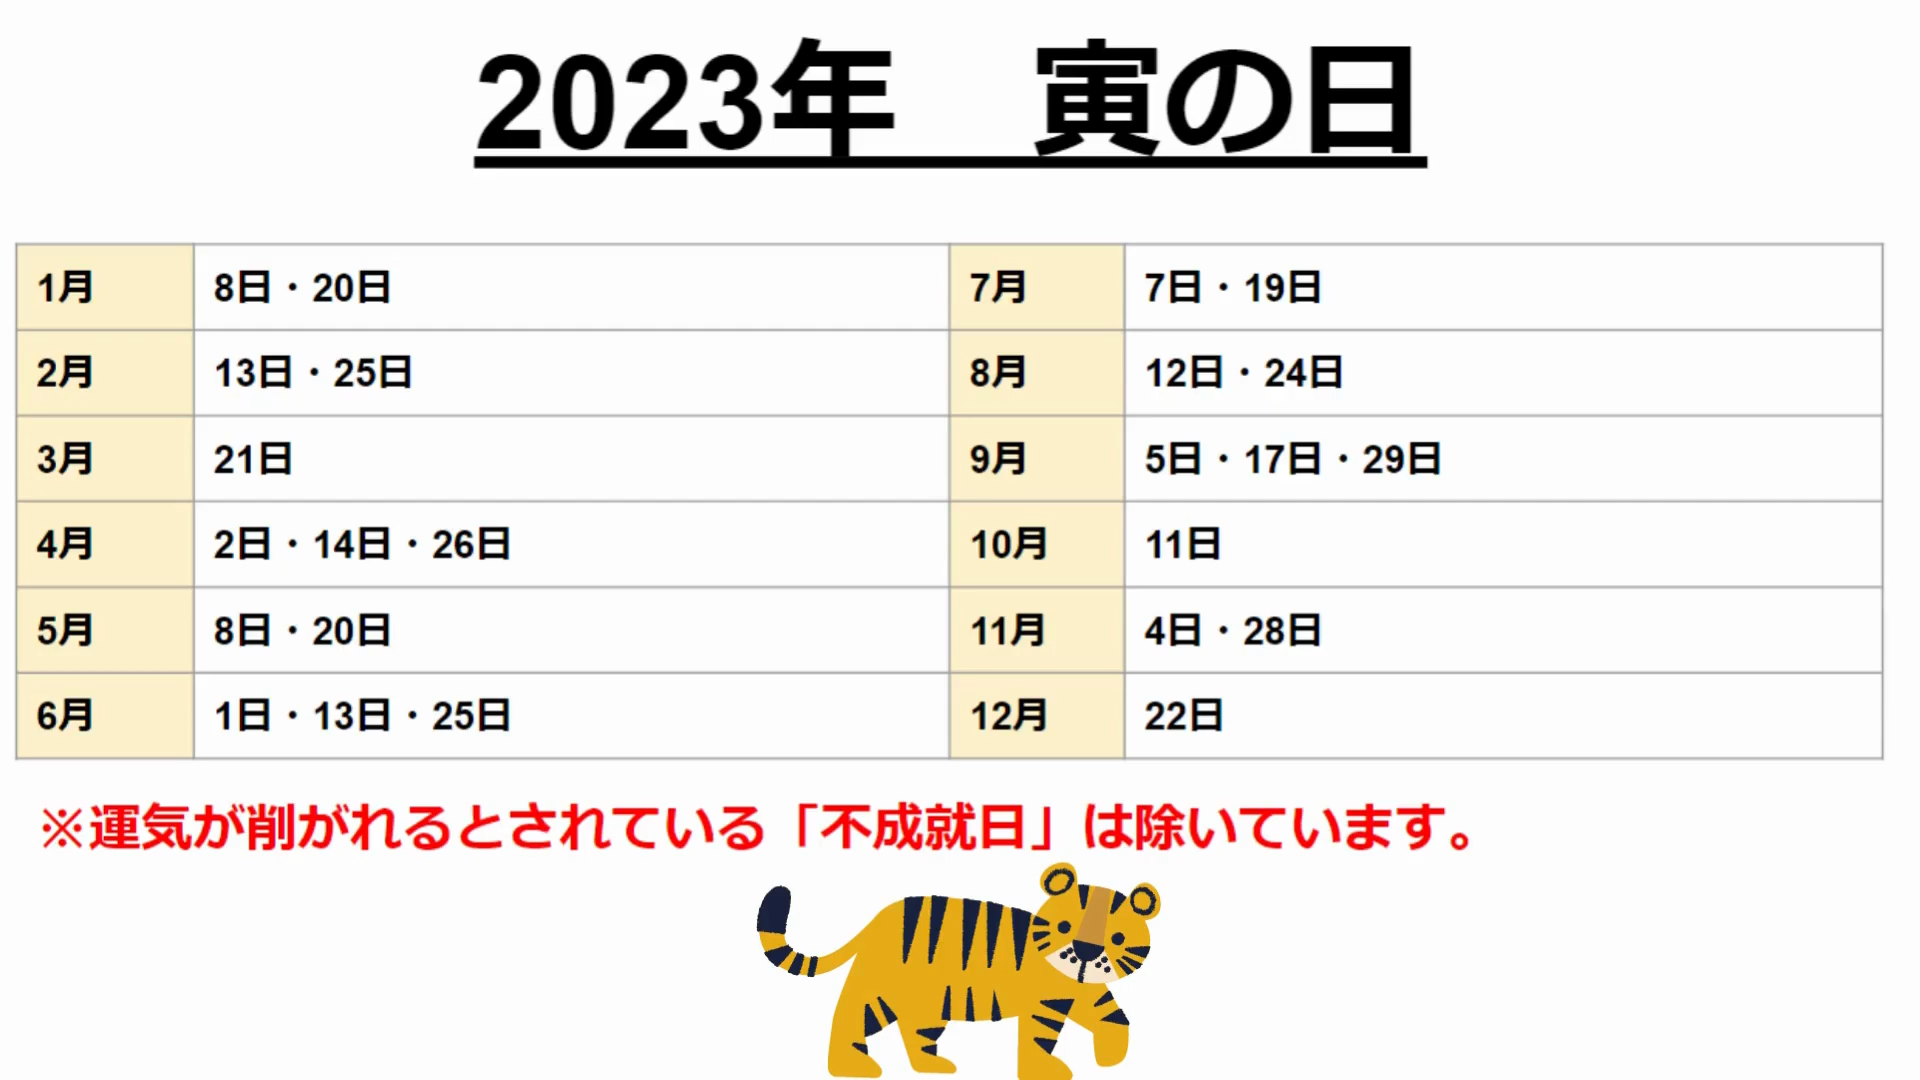 2023年　寅の日
1月 8日・20日 7月 7日・19日
2月 13日・25日 8月 12日・24日
3月 21日 9月 5日・17日・29日
4月 2日・14日・26日 10月 11日
5月 8日・20日 11月 4日・28日
6月 1日・13日・25日 12月 22日
※運気が削がれるとされている「不成就日」は除いています。